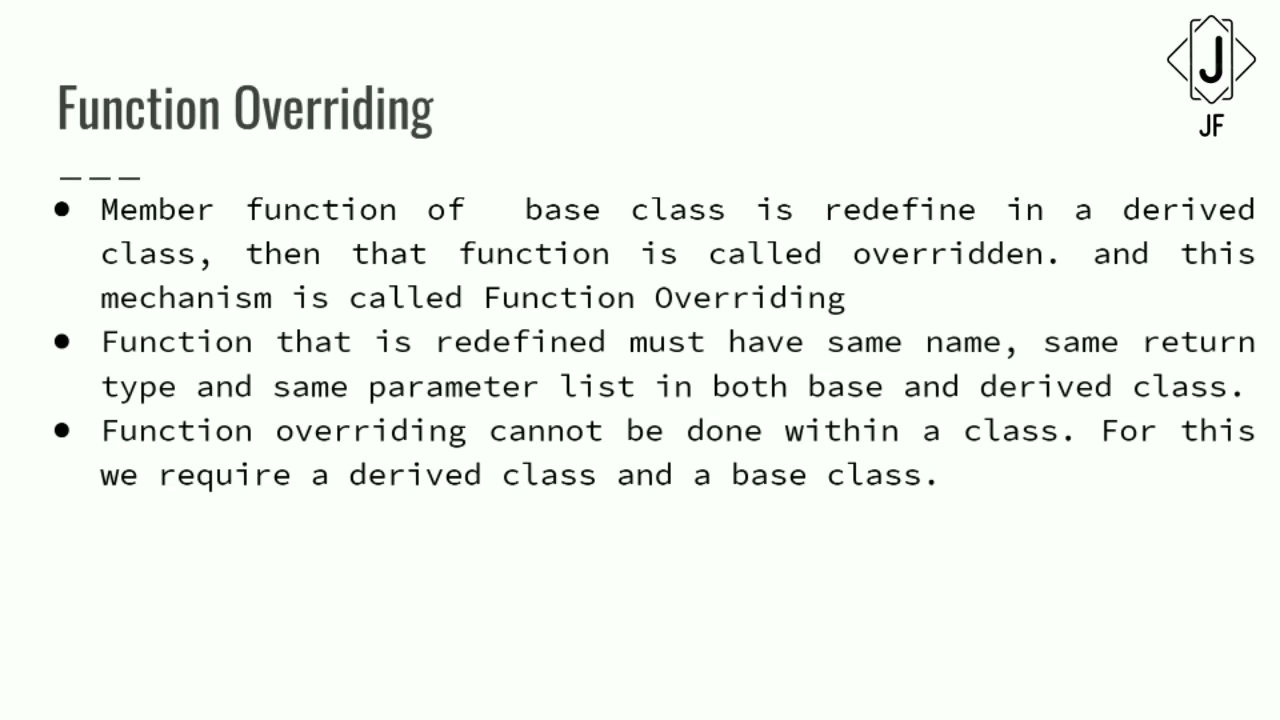 J
JF
Function Overriding
● Member function of base class is redefine in a derived
class, then that function is called overridden. and this
mechanism is called Function Overriding
● Function that is redefined must have same name, same return
type and same parameter list in both base and derived class.
● Function overriding cannot be done within a class. For this
we require a derived class and a base class.